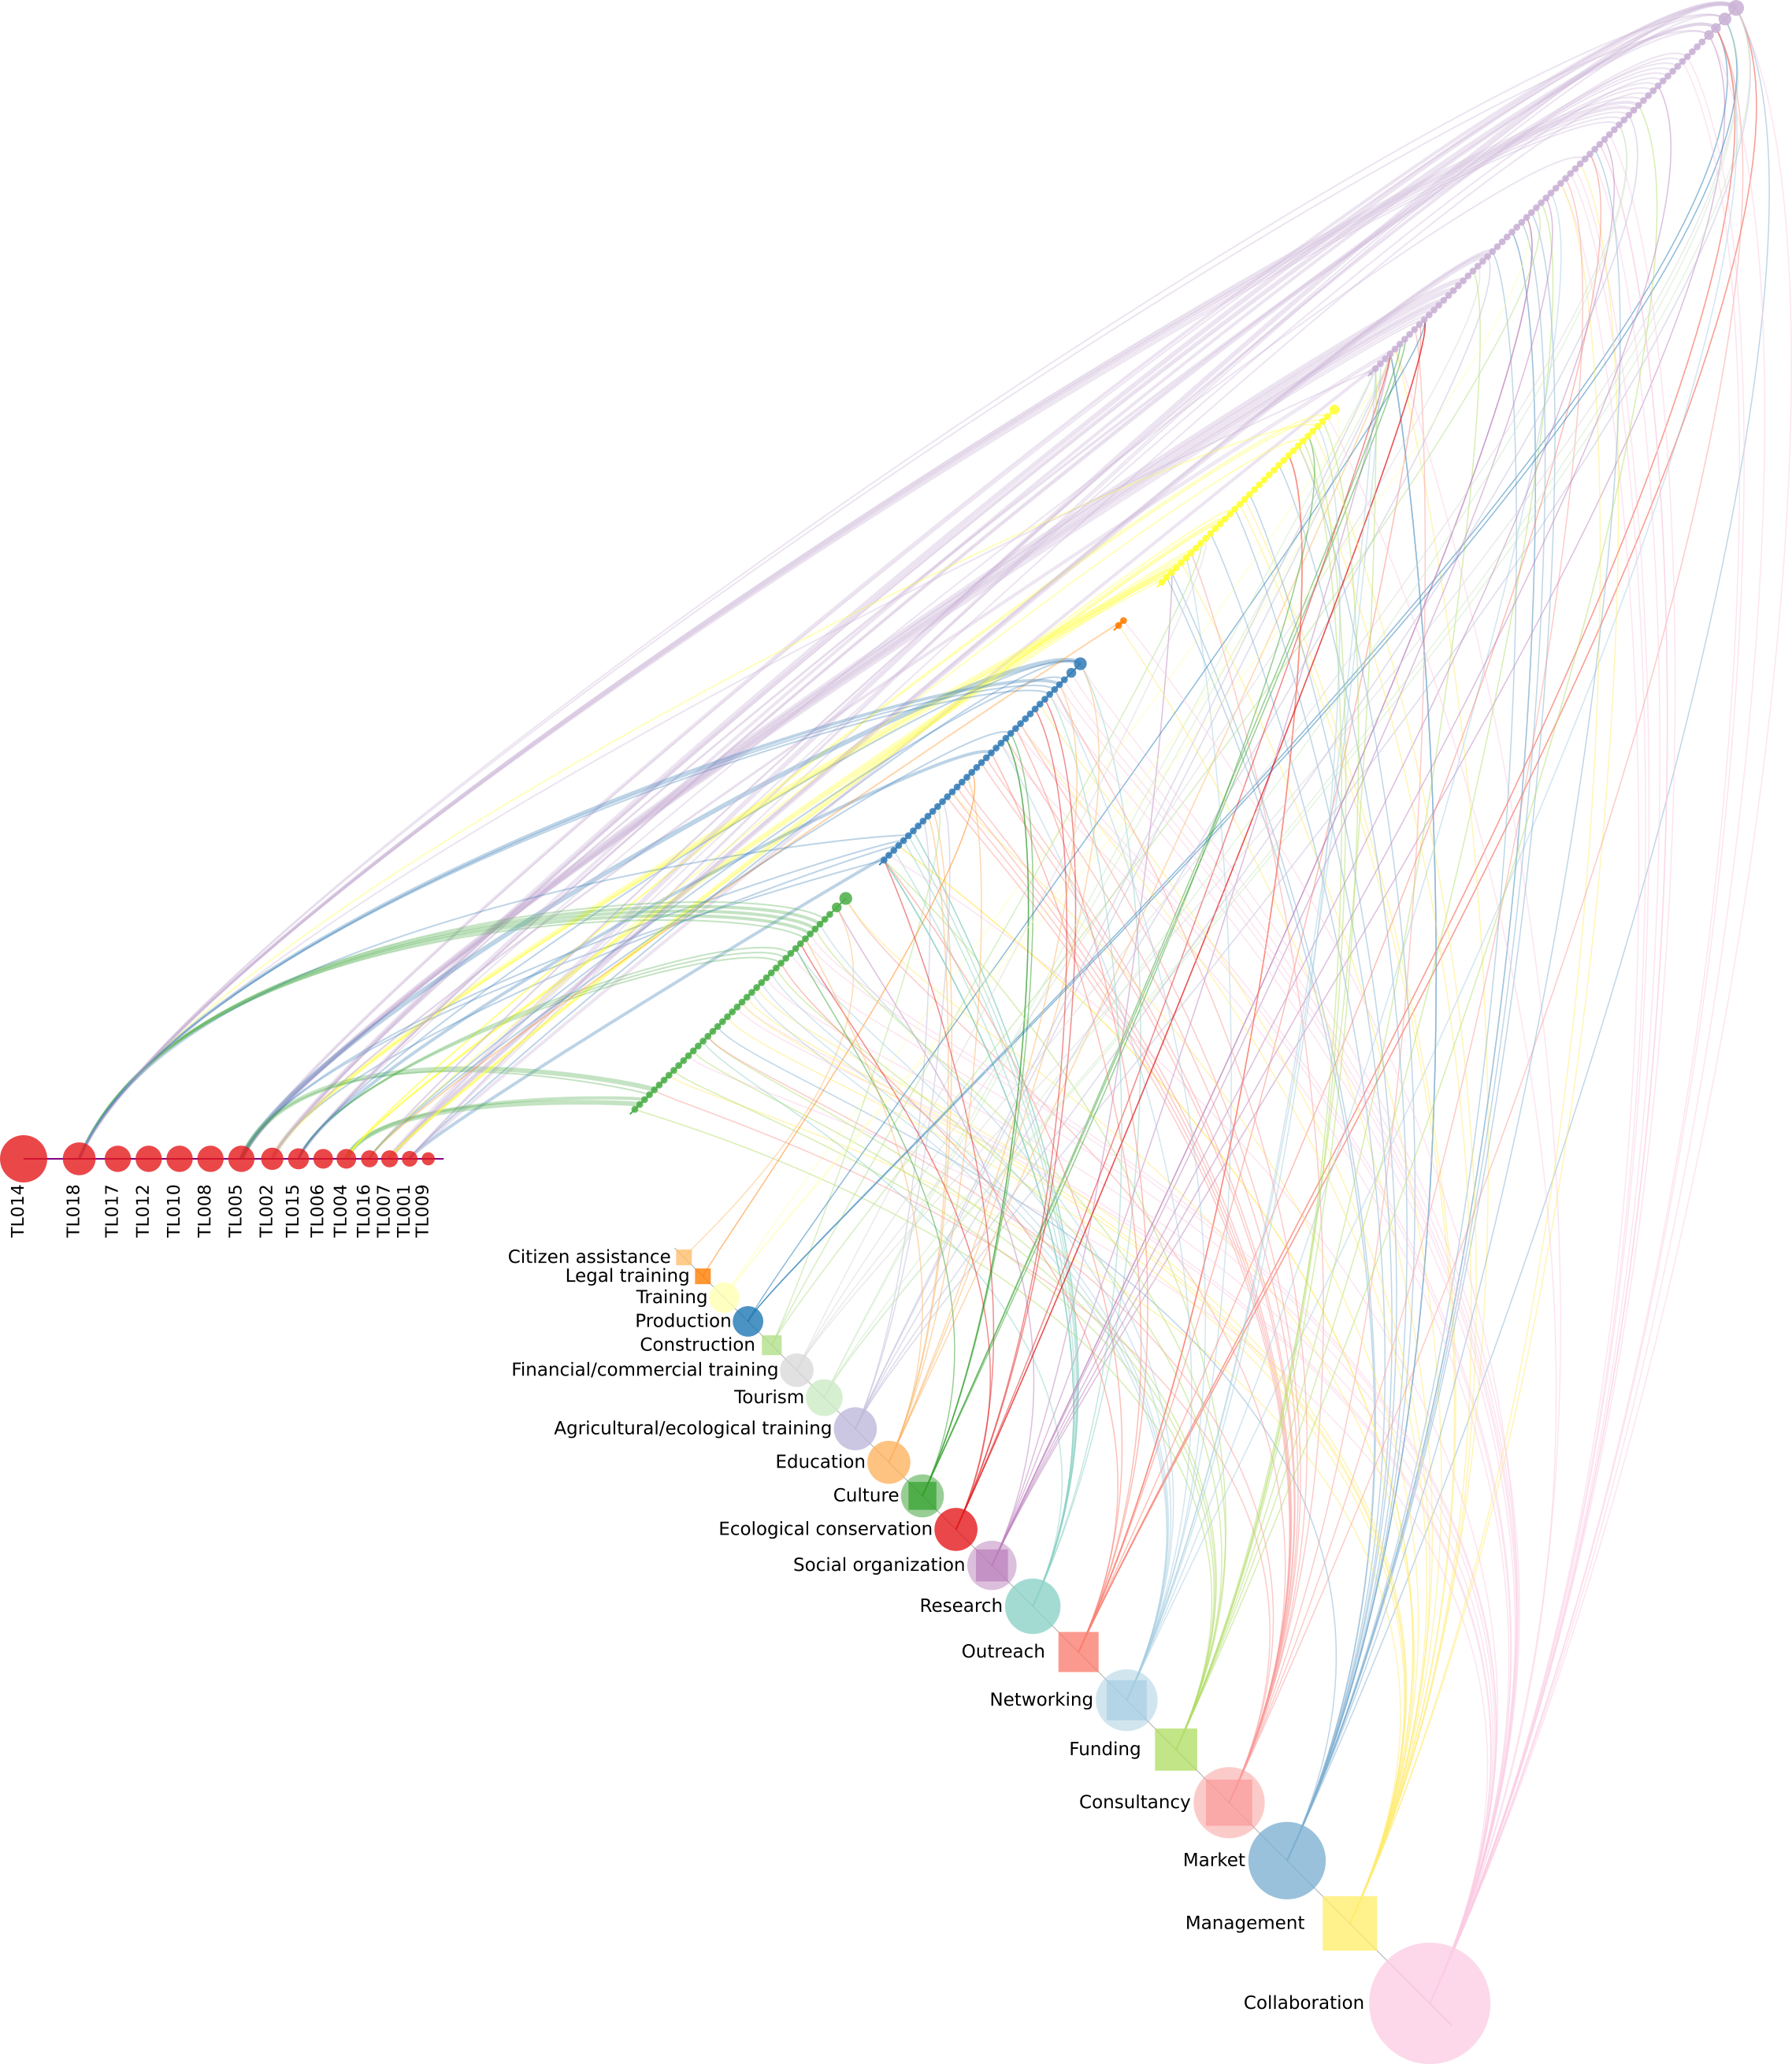 TL014
TL018
TL017
TL012
TL010
TL008
TL005
TL002
TL015
TL006
TL004
TL016
TL007
TL001
TL009
Citizen assistance
Legal training
Training
Production
Construction
Financial/commercial training
Tourism
Agricultural/ecological training
Education
Culture
Ecological conservation
Social organization
Research
Outreach
Networking
Funding
Consultancy
Market
Management
Collaboration